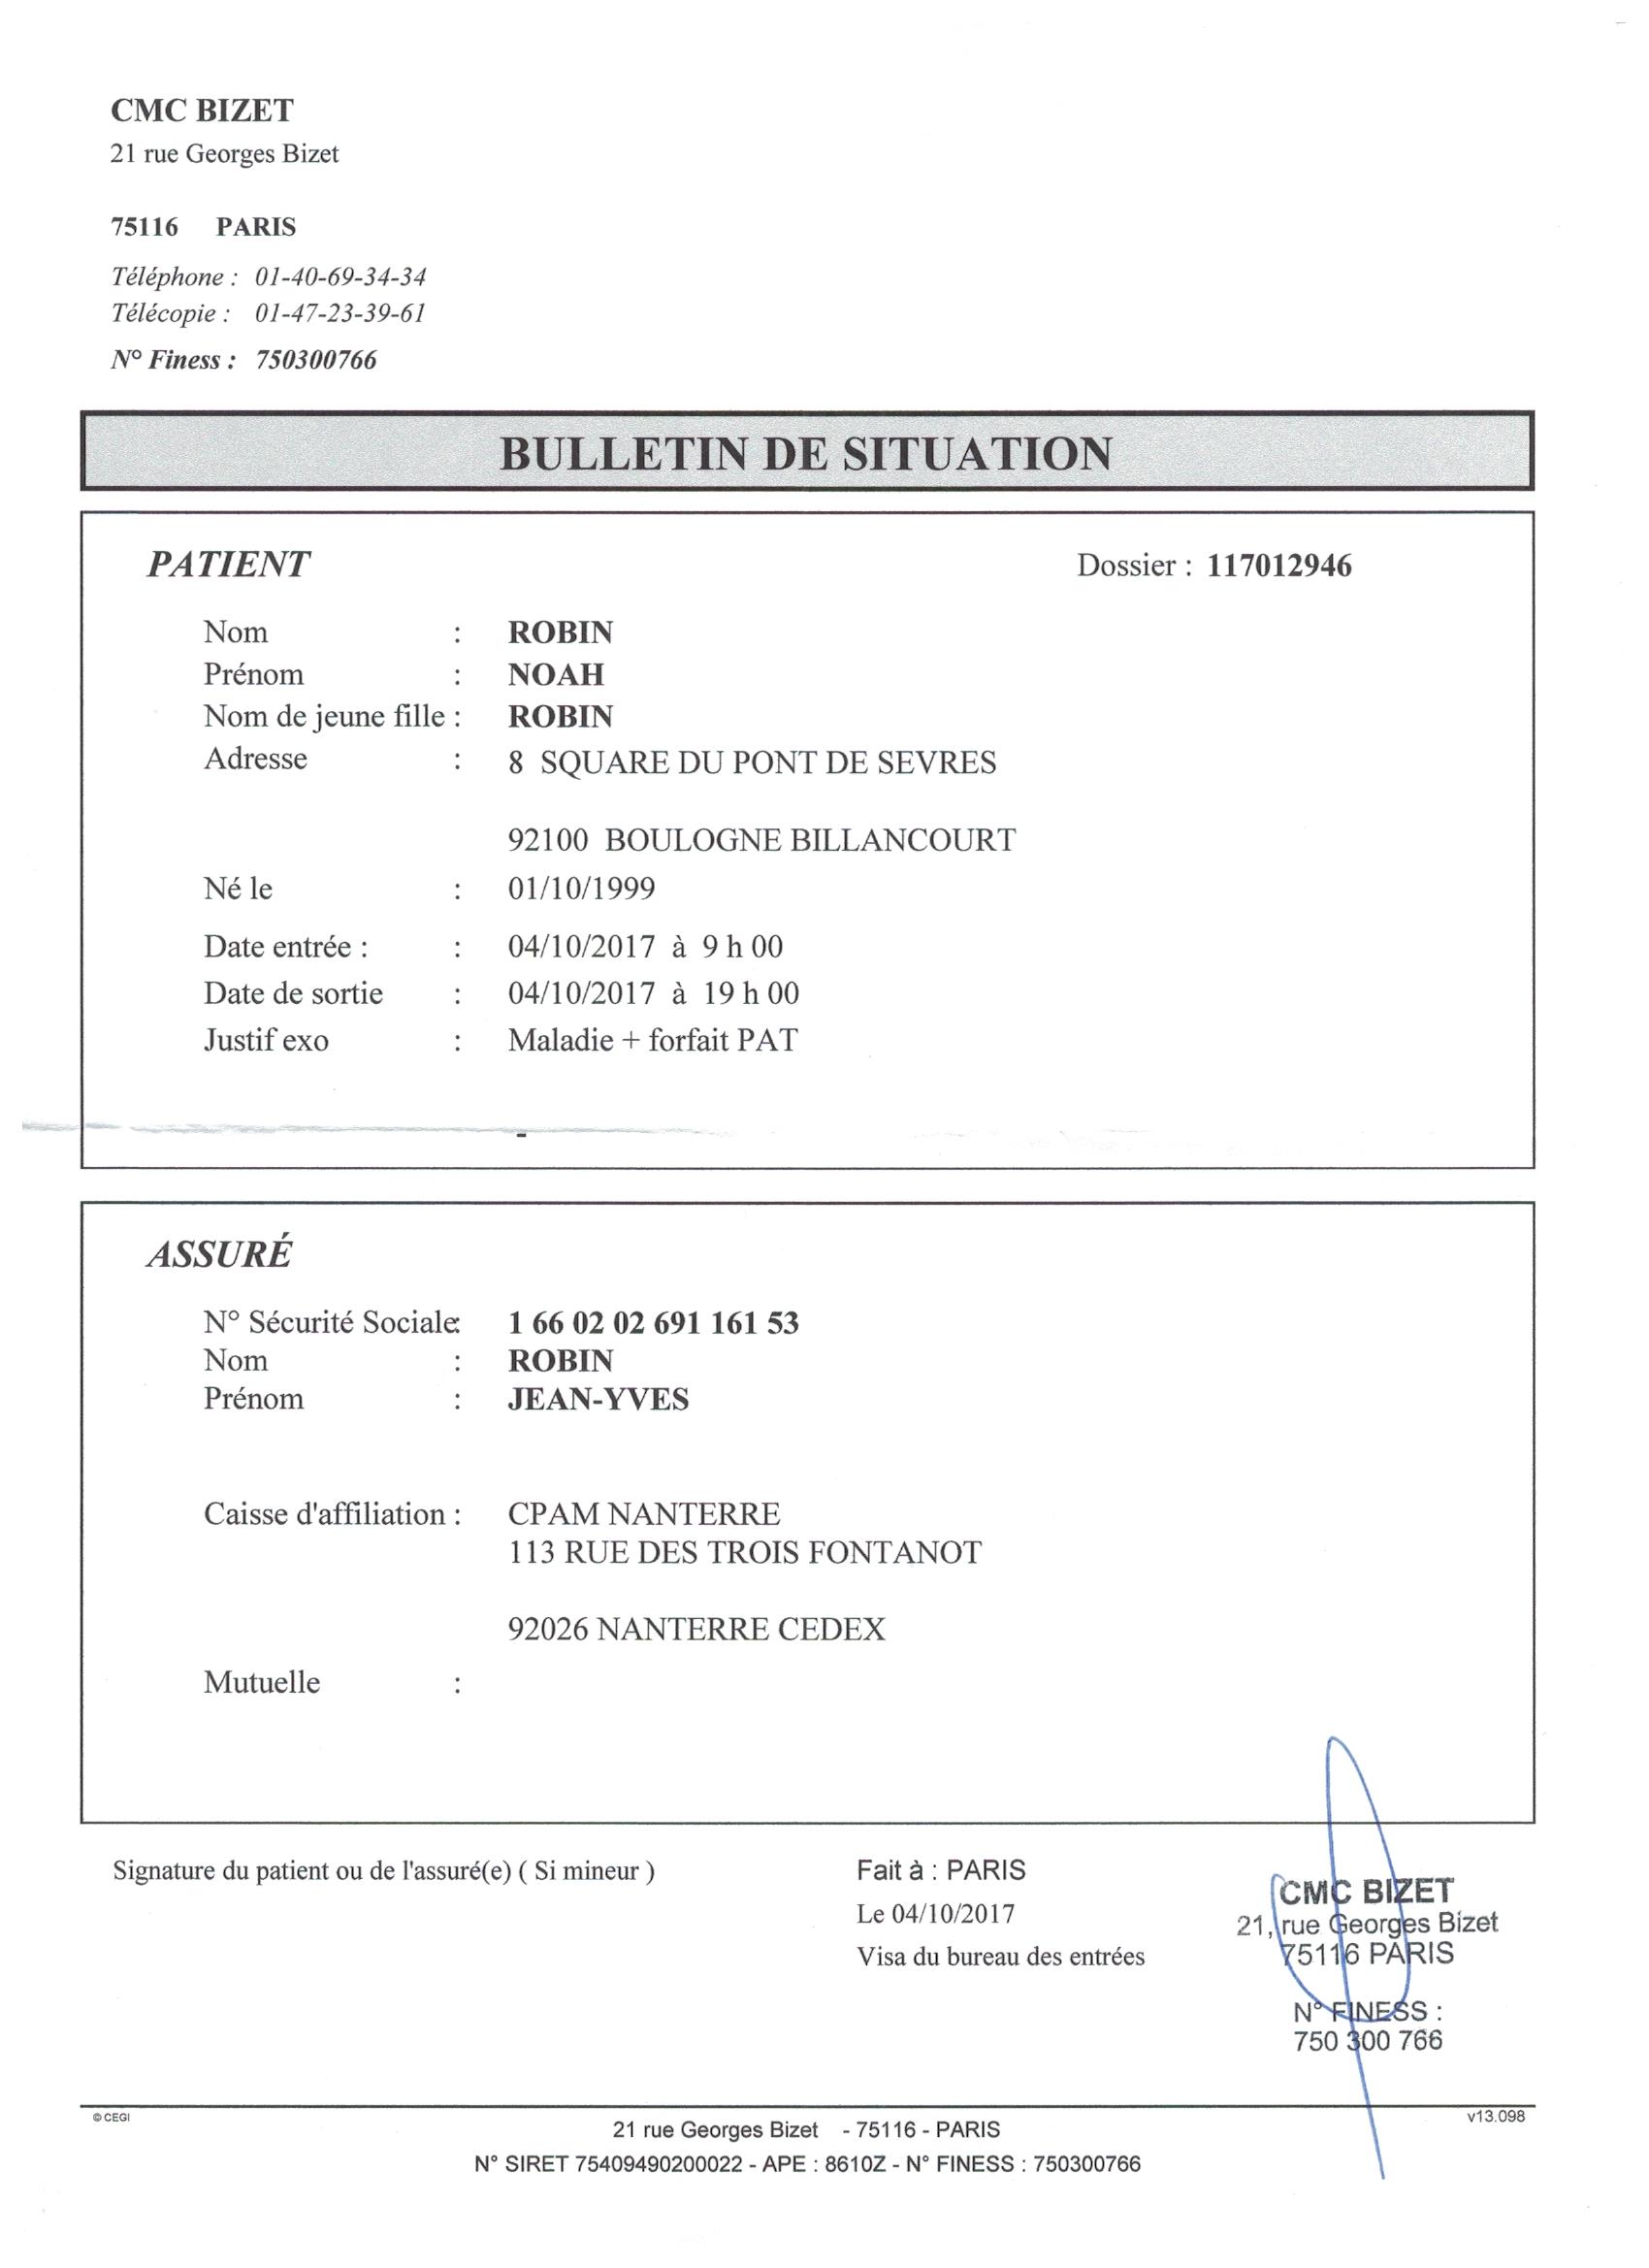 CMC BIZET
21 rue Georges Bizet
75116 PARIS
Téléphone : 01-40-69-34-34
Télécopie : 01-47-23-39-61
N° Finess : 750300766
BULLETIN DE SITUATION
PATIENT Dossier : 117012946
Nom : ROBIN
Prénom : NOAH
Nom de jeune fille : ROBIN
Adresse : 8 SQUARE DU PONT DE SEVRES
92100 BOULOGNE BILLANCOURT
Né le : 01/10/1999
Date entrée : : 04/10/2017 à 9 h 00
Date de sortie : 04/10/2017 à 19 h 00
Justif exo : Maladie + forfait PAT
-
ASSURÉ
N° Sécurité Sociale: 1 66 02 02 691 161 53
Nom : ROBIN
Prénom : JEAN-YVES
Caisse d'affiliation : CPAM NANTERRE
113 RUE DES TROIS FONTANOT
92026 NANTERRE CEDEX
Mutuelle :
Signature du patient ou de l'assuré(e) ( Si mineur )
Fait à : PARIS
Le 04/10/2017
Visa du bureau des entrées
CMC BIZET
21, rue Georges Bizet
75116 PARIS
N° FINESS :
750 300 766
© CEGI
v13.098
21 rue Georges Bizet - 75116 - PARIS
N° SIRET 75409490200022 - APE : 8610Z - N° FINESS : 750300766